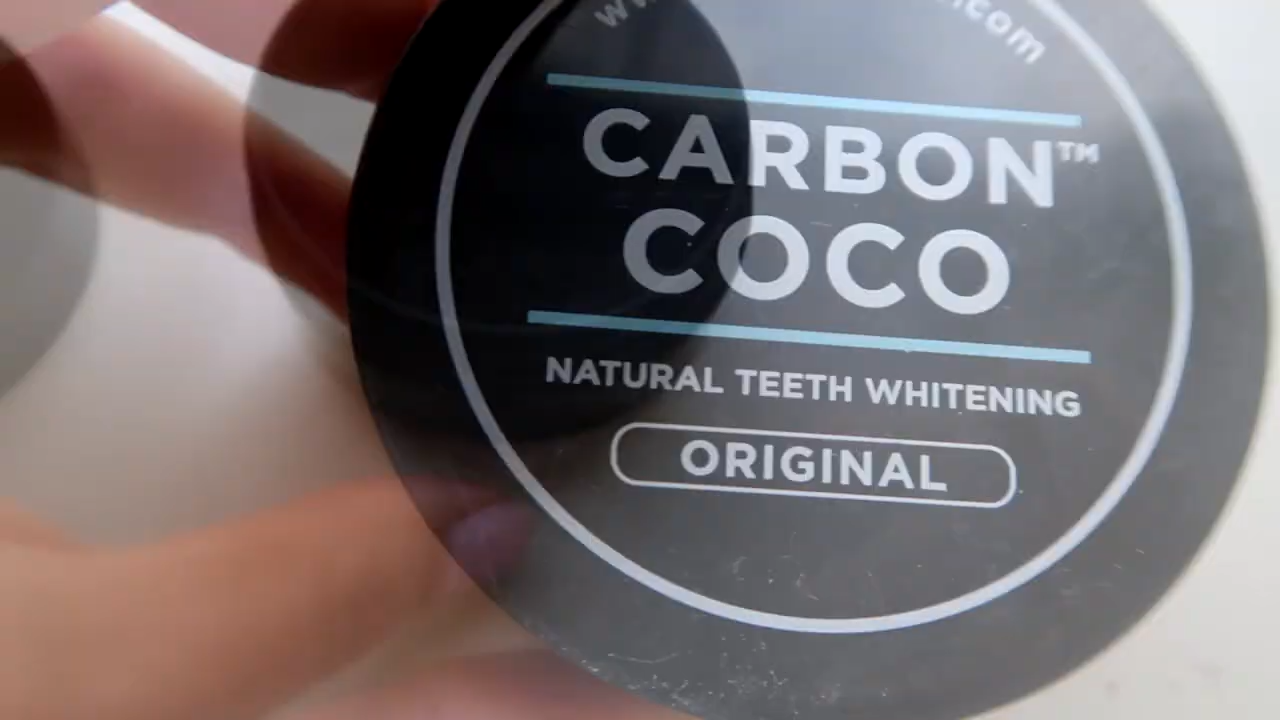 CARBON™
COCO
NATURAL TEETH WHITENING
ORIGINAL